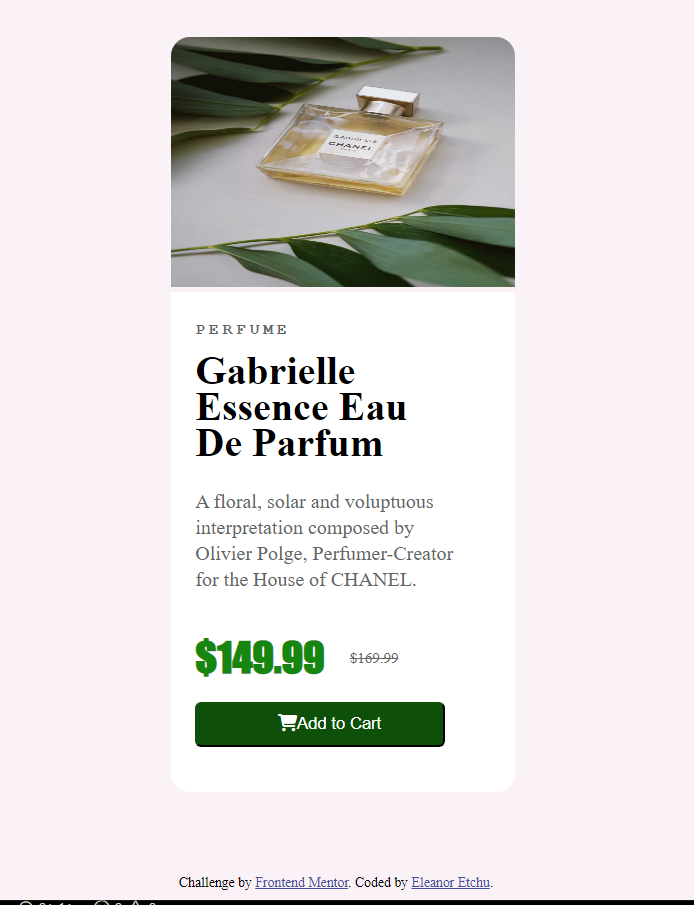 GABRIELLE
CHANEL
PERFUME
Gabrielle
Essence Eau
De Parfum
A floral, solar and voluptuous
interpretation composed by
Olivier Polge, Perfumer-Creator
for the House of CHANEL.
$149.99 $169.99
Add to Cart
Challenge by Frontend Mentor. Coded by Eleanor Etchu.